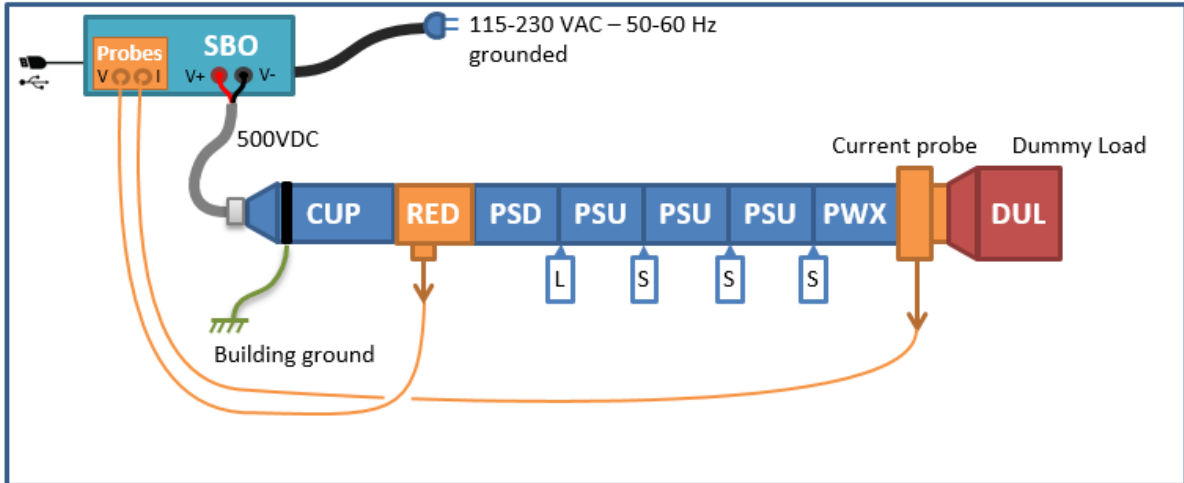 115-230 VAC – 50-60 Hz
grounded
Probes
SBO
V
I
V+
V-
500VDC
Current probe
Dummy Load
CUP
RED
PSD
PSU
PSU
PSU
PWX
DUL
L
S
S
S
Building ground